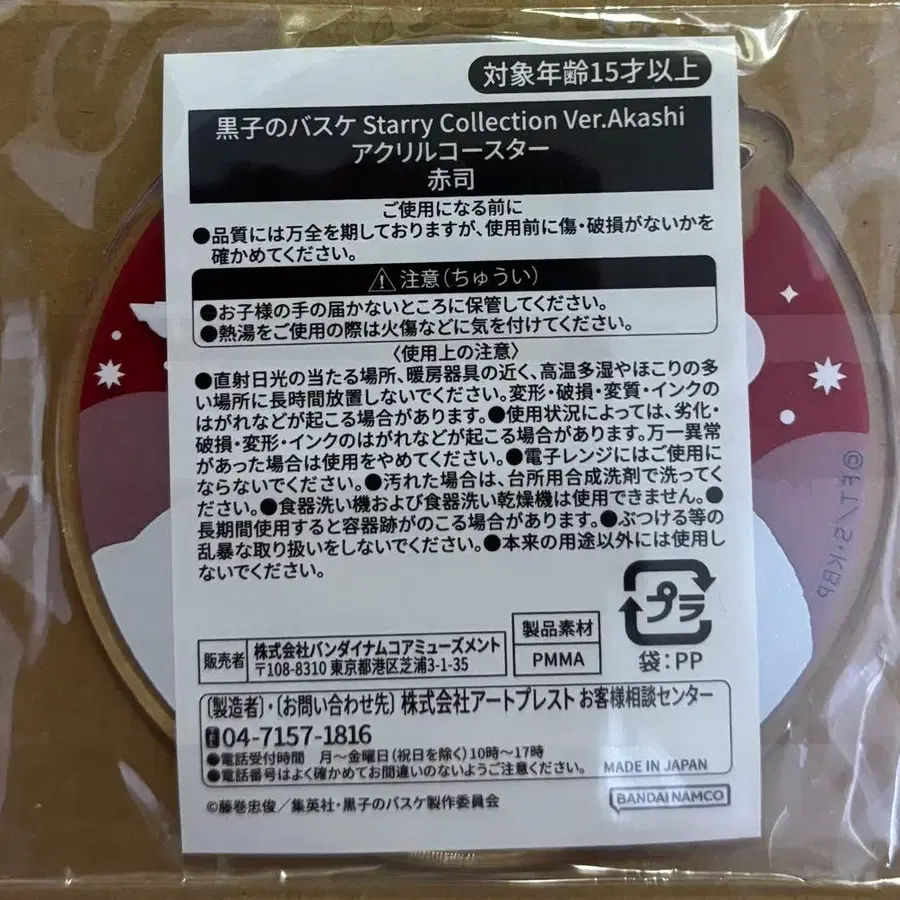 対象年齢15才以上
黒子のバスケ Starry Collection Ver.Akashi
アクリルコースター
赤司
ご使用になる前に
●品質には万全を期しておりますが、使用前に傷・破損がないかを
確かめてください。
注意(ちゅうい)
●お子様の手の届かないところに保管してください。
●熱湯をご使用の際は火傷などに気を付けてください。
〈使用上の注意〉
●直射日光の当たる場所、暖房器具の近く、高温多湿やほこりの多
い場所に長時間放置しないでください。変形・破損・変質・インクの
はがれなどが起こる場合があります。●使用状況によっては、劣化・
破損・変形・インクのはがれなどが起こる場合があります。万一異常
があった場合は使用をやめてください。●電子レンジにはご使用に
ならないでください。●汚れた場合は、台所用合成洗剤で洗ってく
ださい。●食器洗い機および食器洗い乾燥機は使用できません。●
長期間使用すると容器跡がのこる場合があります。●ぶつける等の
乱暴な取り扱いをしないでください。●本来の用途以外には使用し
ないでください。
プラ
袋:PP
製品素材
PMMA
販売者
株式会社バンダイナムコアミューズメント
〒108-8310 東京都港区芝浦3-1-35
〔製造者〕・〔お問い合わせ先〕株式会社アートプレスト お客様相談センター
04-7157-1816
●電話受付時間 月〜金曜日(祝日を除く)10時〜17時
●電話番号はよく確かめてお間違いのないようご注意ください。
MADE IN JAPAN
©藤巻忠俊/集英社・黒子のバスケ製作委員会
BANDAI NAMCO
©F.T/S・KBP